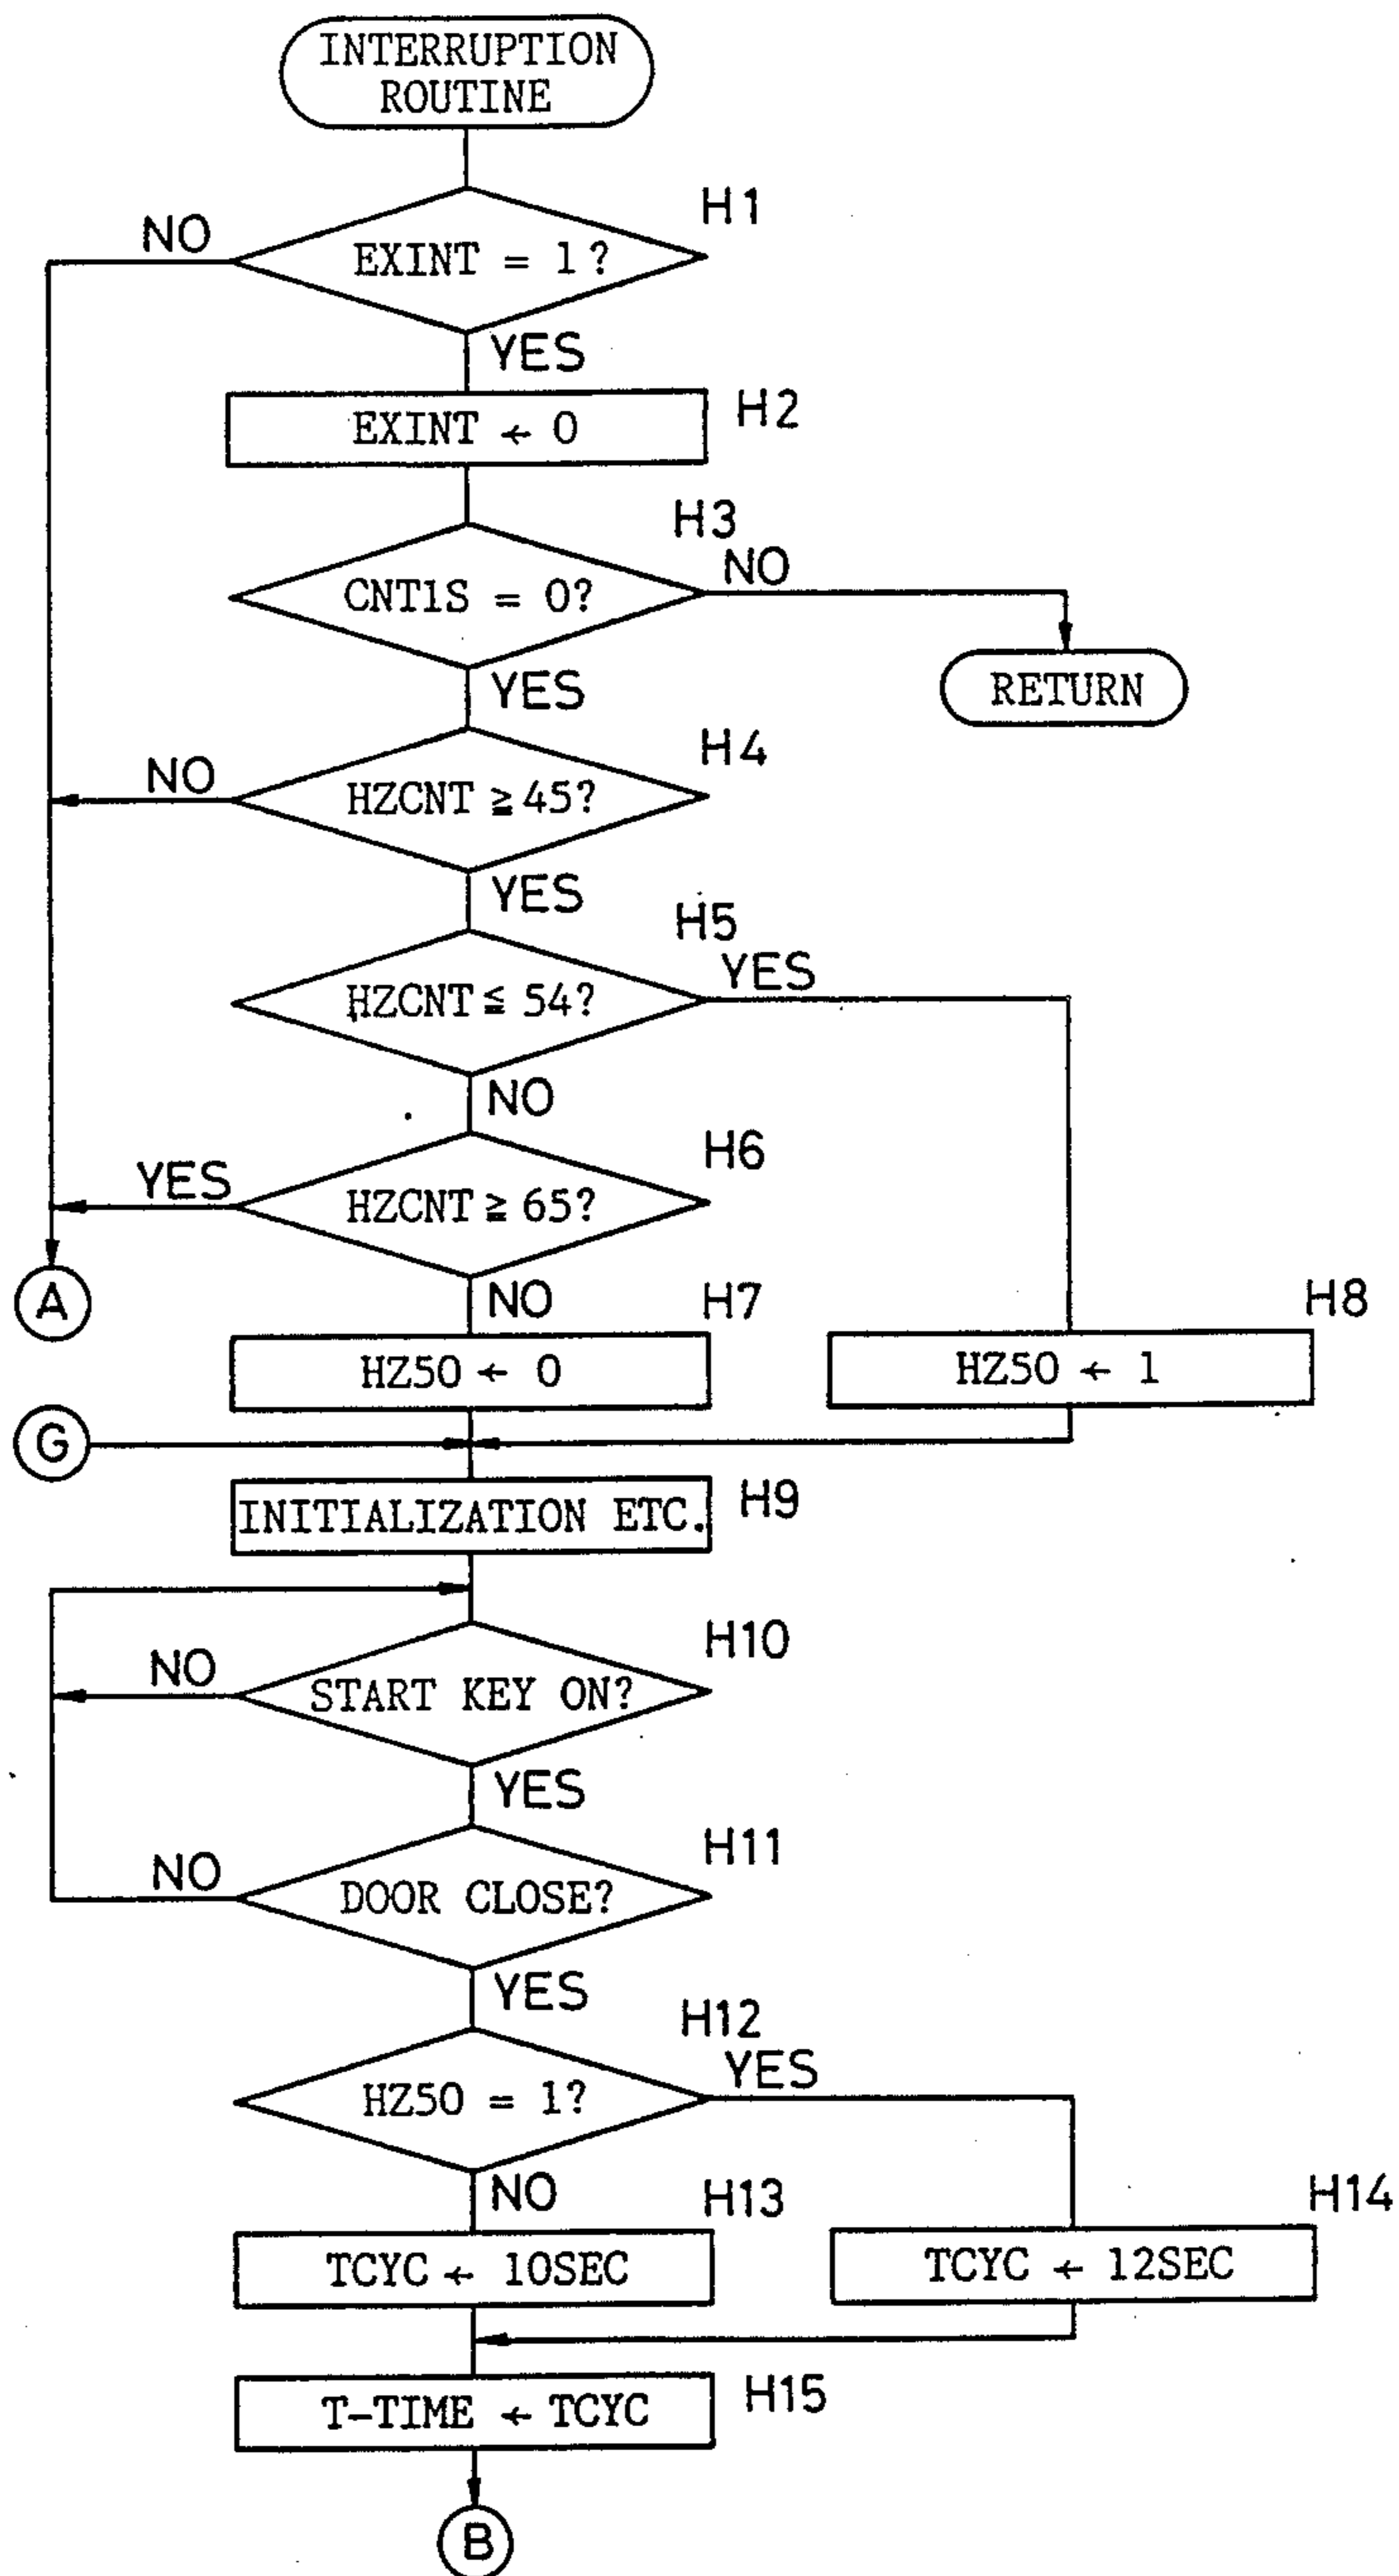 INTERRUPTION
ROUTINE
H1
NO
EXINT = 1?
YES
H2
EXINT ← 0
H3
NO
CNT1S = 0?
RETURN
YES
H4
NO
HZCNT ≧ 45?
YES
H5
YES
HZCNT ≦ 54?
NO
H6
YES
HZCNT ≧ 65?
A
NO
H7
H8
HZ50 ← 0
HZ50 ← 1
G
INITIALIZATION ETC.
H9
H10
NO
START KEY ON?
YES
H11
NO
DOOR CLOSE?
YES
H12
YES
HZ50 = 1?
NO
H13
H14
TCYC ← 10SEC
TCYC ← 12SEC
H15
T-TIME ← TCYC
B